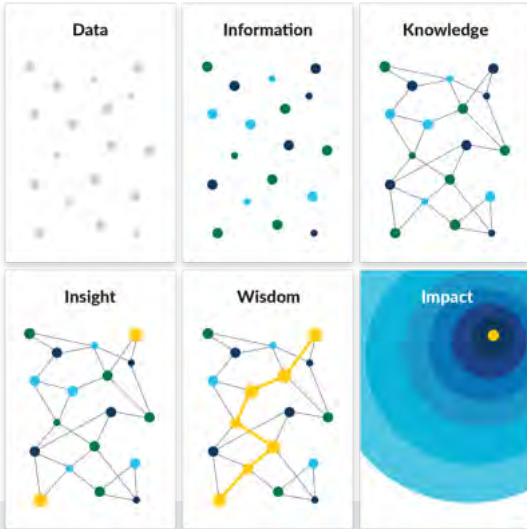 Data
Information
Knowledge
Insight
Wisdom
Impact